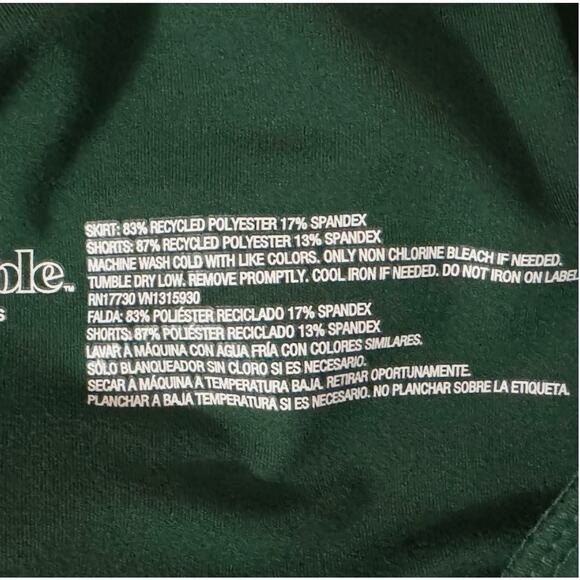 SKIRT: 83% RECYCLED POLYESTER 17% SPANDEX
SHORTS: 87% RECYCLED POLYESTER 13% SPANDEX
MACHINE WASH COLD WITH LIKE COLORS. ONLY NON CHLORINE BLEACH IF NEEDED.
TUMBLE DRY LOW. REMOVE PROMPTLY. COOL IRON IF NEEDED. DO NOT IRON ON LABEL
RN17730 VN1315930
FALDA: 83% POLIÉSTER RECICLADO 17% SPANDEX
SHORTS: 87% POLIÉSTER RECICLADO 13% SPANDEX
LAVAR À MÁQUINA CON AGUA FRÍA CON COLORES SIMILARES.
SÓLO BLANQUEADOR SIN CLORO SI ES NECESARIO.
SECAR A MÁQUINA A TEMPERATURA BAJA. RETIRAR OPORTUNAMENTE.
PLANCHAR A BAJA TEMPERATURA SI ES NECESARIO. NO PLANCHAR SOBRE LA ETIQUETA.